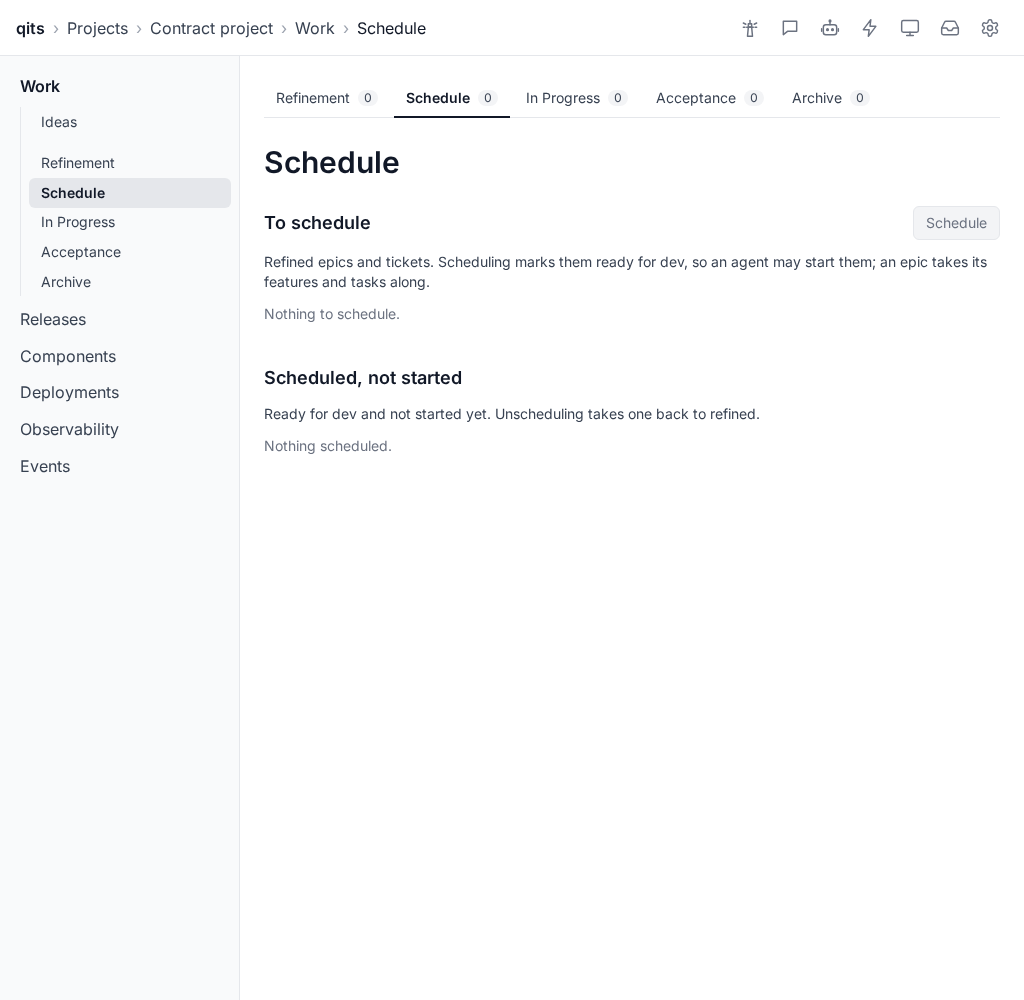 qits › Projects › Contract project › Work › Schedule
Work
Ideas
Refinement
Schedule
In Progress
Acceptance
Archive
Releases
Components
Deployments
Observability
Events
Refinement 0 Schedule 0 In Progress 0 Acceptance 0 Archive 0
Schedule
To schedule
Schedule
Refined epics and tickets. Scheduling marks them ready for dev, so an agent may start them; an epic takes its
features and tasks along.
Nothing to schedule.
Scheduled, not started
Ready for dev and not started yet. Unscheduling takes one back to refined.
Nothing scheduled.